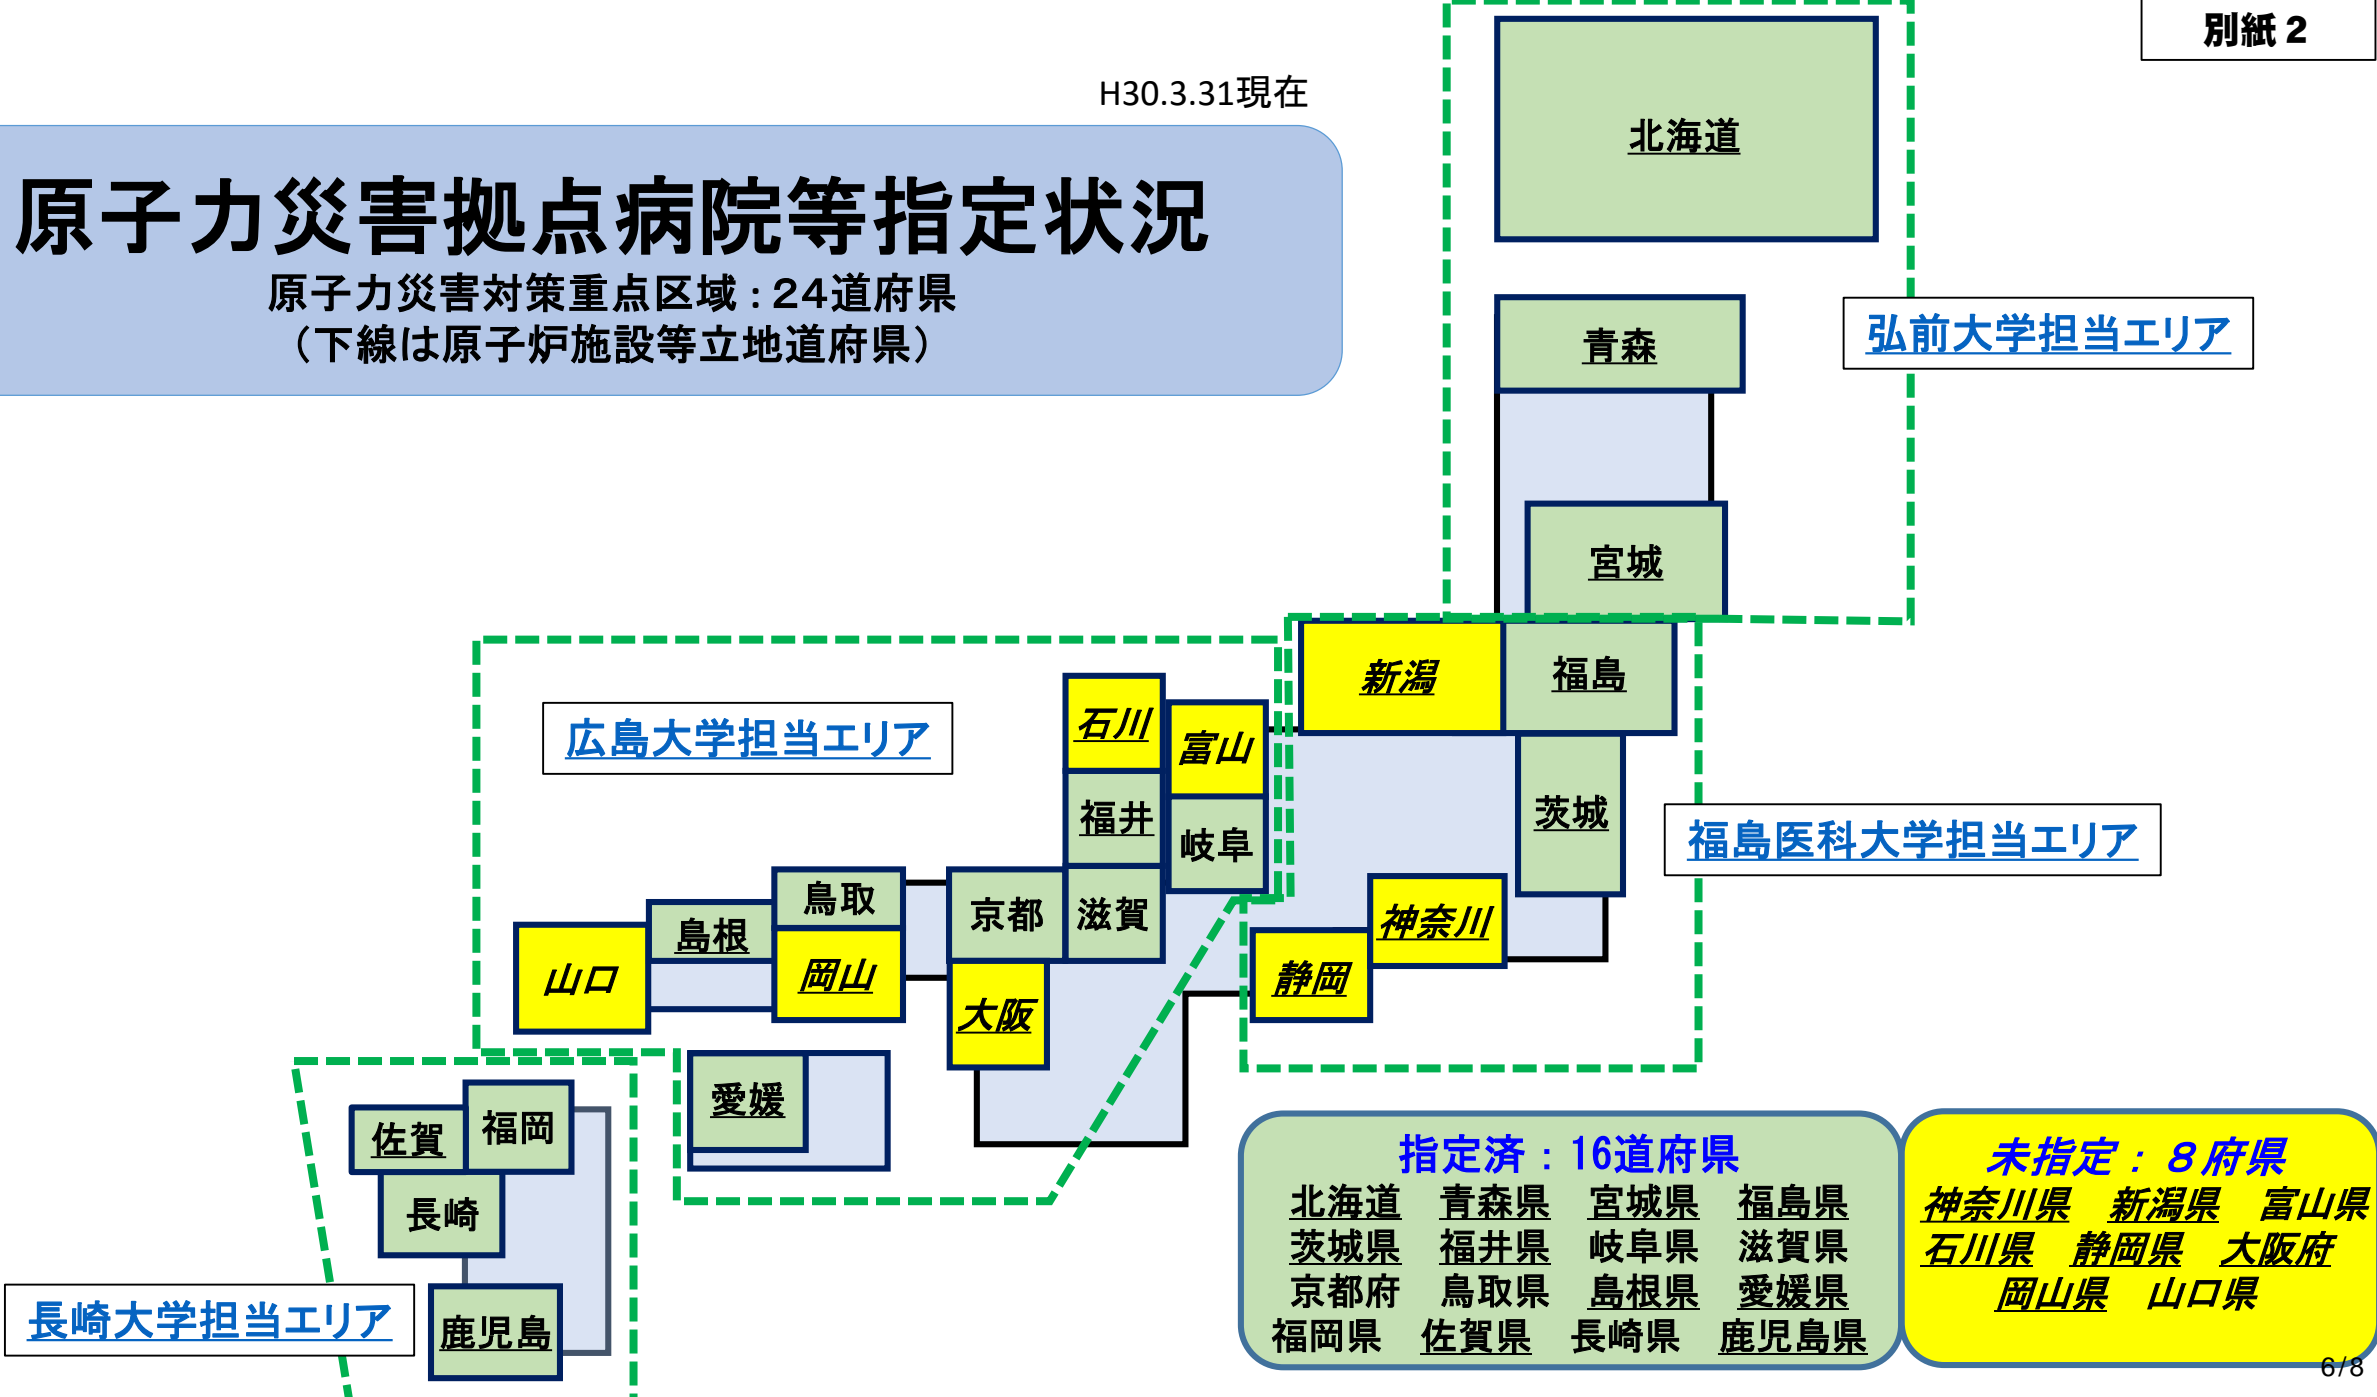 別紙２
H30.3.31現在
原子力災害拠点病院等指定状況
原子力災害対策重点区域：２４道府県
（下線は原子炉施設等立地道府県）
北海道
青森
弘前大学担当エリア
宮城
新潟
福島
石川
富山
広島大学担当エリア
福井
岐阜
茨城
福島医科大学担当エリア
鳥取
京都
滋賀
神奈川
島根
山口
岡山
静岡
大阪
愛媛
福岡
佐賀
長崎
長崎大学担当エリア
鹿児島
指定済：16道府県
北海道　青森県　宮城県　福島県
茨城県　福井県　岐阜県　滋賀県
京都府　鳥取県　島根県　愛媛県
福岡県　佐賀県　長崎県　鹿児島県
未指定：８府県
神奈川県　新潟県　富山県
石川県　静岡県　大阪府
岡山県　山口県
6/8